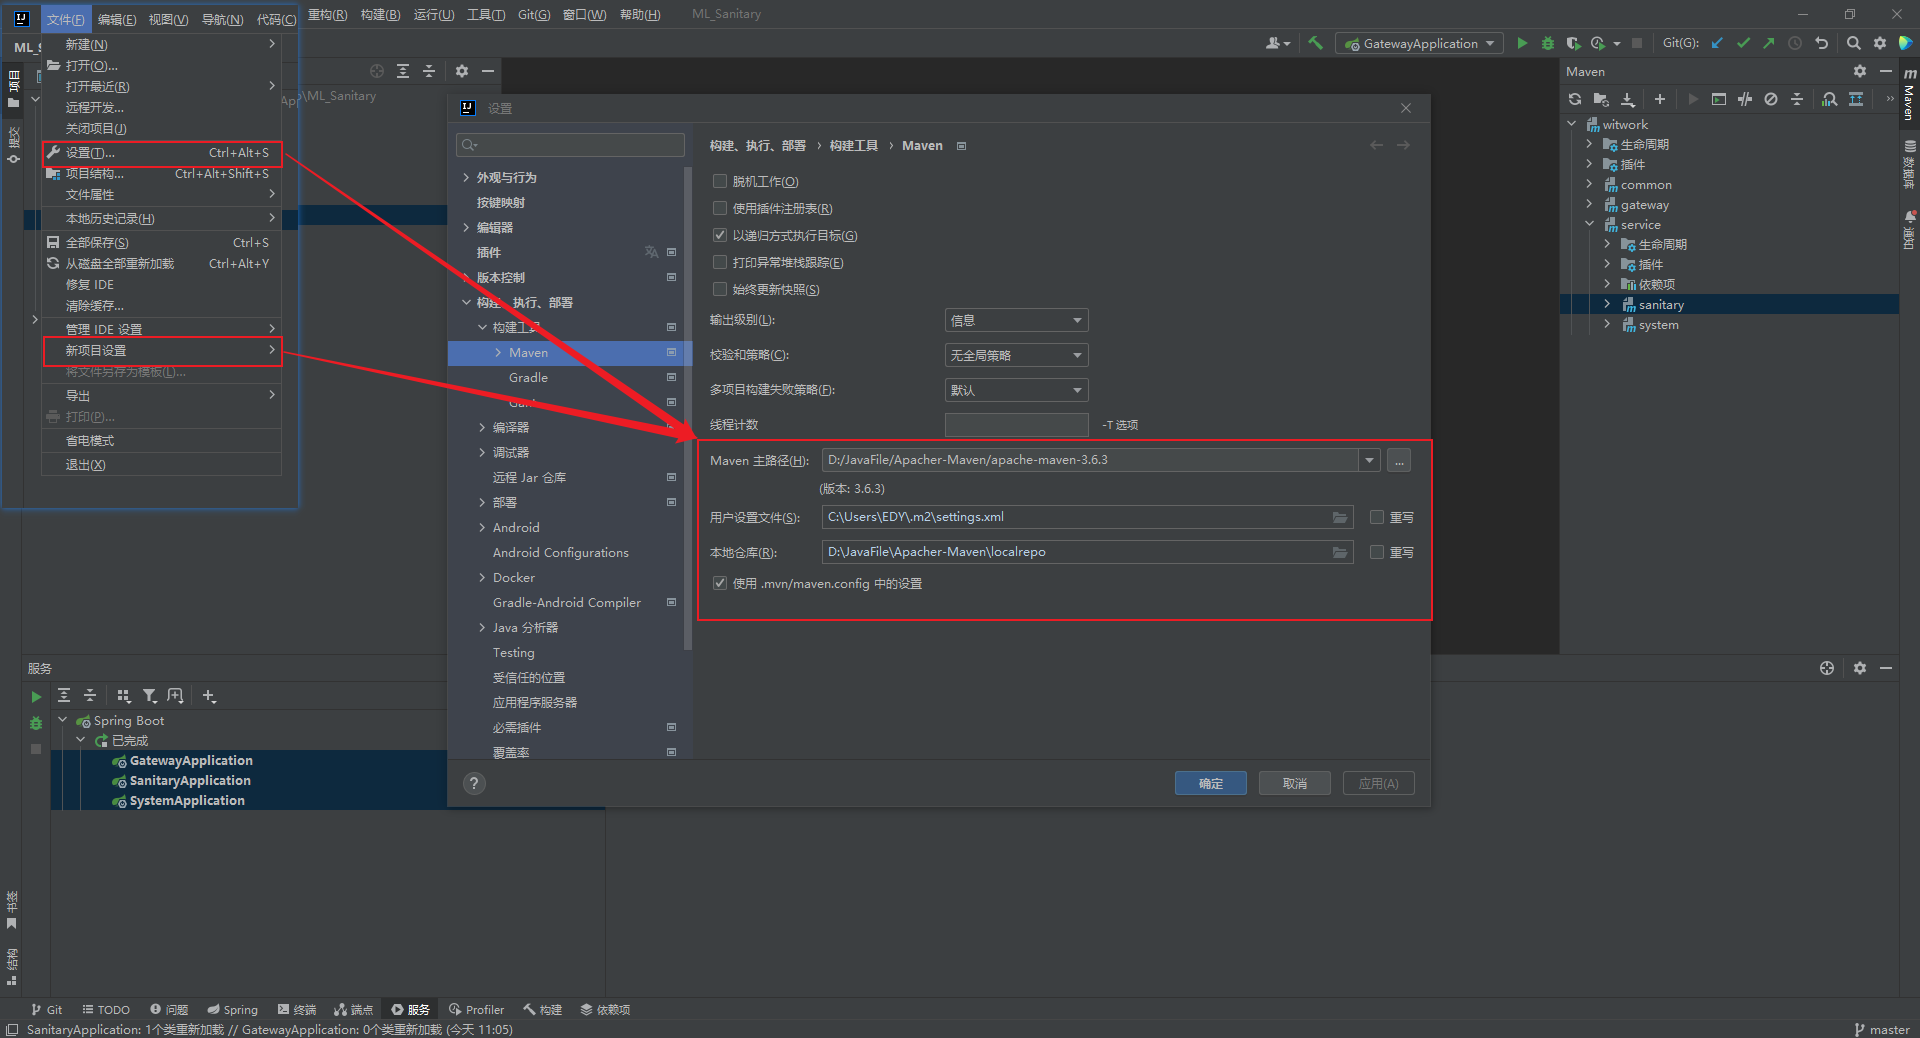 文件(F) 编辑(E) 视图(V) 导航(N) 代码(C) 重构(R) 构建(B) 运行(U) 工具(T) Git(G) 窗口(W) 帮助(H) ML_Sanitary
ML_S
GatewayApplication
Git(G):
新建(N)
打开(O)...
打开最近(R)
远程开发...
关闭项目(J)
设置(T)... Ctrl+Alt+S
项目结构... Ctrl+Alt+Shift+S
文件属性
本地历史记录(H)
全部保存(S) Ctrl+S
从磁盘全部重新加载 Ctrl+Alt+Y
修复 IDE
清除缓存...
管理 IDE 设置
新项目设置
将文件另存为模板(L)...
导出
打印(P)...
省电模式
退出(X)
项目
提交
书签
结构
App\ML_Sanitary
设置
外观与行为
按键映射
编辑器
插件
版本控制
构建、执行、部署
构建工具
Maven
Gradle
Gant
编译器
调试器
远程 Jar 仓库
部署
Android
Android Configurations
Docker
Gradle-Android Compiler
Java 分析器
Testing
受信任的位置
应用程序服务器
必需插件
覆盖率
构建、执行、部署 › 构建工具 › Maven
脱机工作(O)
使用插件注册表(R)
以递归方式执行目标(G)
打印异常堆栈跟踪(E)
始终更新快照(S)
输出级别(L): 信息
校验和策略(C): 无全局策略
多项目构建失败策略(F): 默认
线程计数 -T 选项
Maven 主路径(H): D:/JavaFile/Apacher-Maven/apache-maven-3.6.3 ...
(版本: 3.6.3)
用户设置文件(S): C:\Users\EDY\.m2\settings.xml 重写
本地仓库(R): D:\JavaFile\Apacher-Maven\localrepo 重写
使用 .mvn/maven.config 中的设置
? 确定 取消 应用(A)
Maven
witwork
生命周期
插件
common
gateway
service
生命周期
插件
依赖项
sanitary
system
Maven
数据库
通知
服务
Spring Boot
已完成
GatewayApplication
SanitaryApplication
SystemApplication
Git TODO 问题 Spring 终端 端点 服务 Profiler 构建 依赖项
SanitaryApplication: 1个类重新加载 // GatewayApplication: 0个类重新加载 (今天 11:05) master